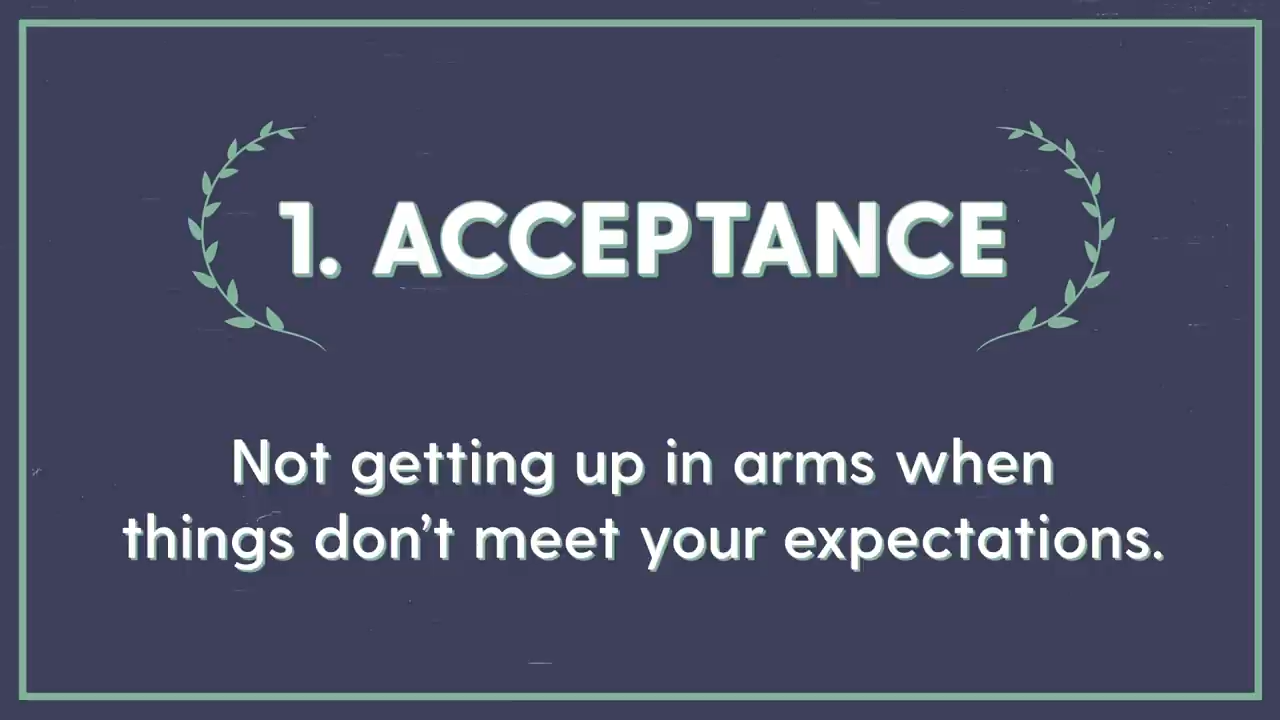 1. ACCEPTANCE
Not getting up in arms when
things don’t meet your expectations.